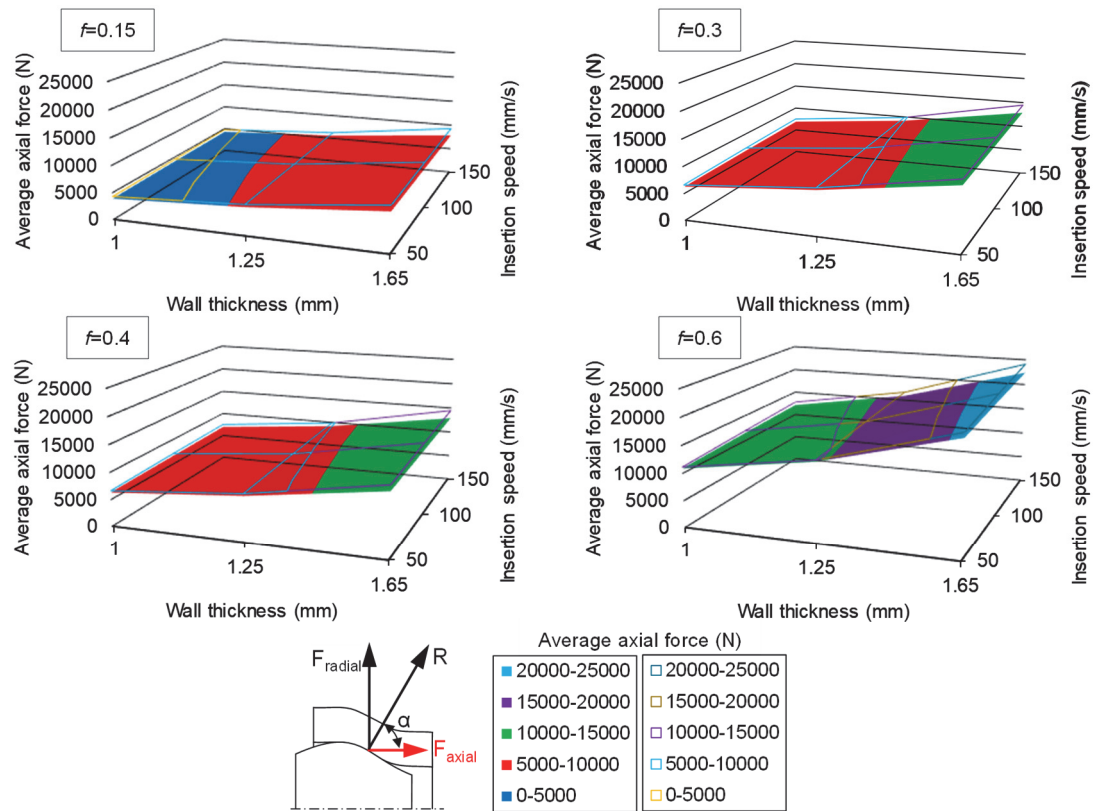 f=0.15
Average axial force (N)
25000
20000
15000
10000
5000
0
1
1.25
1.65
Wall thickness (mm)
50
100
150
Insertion speed (mm/s)
f=0.3
Average axial force (N)
25000
20000
15000
10000
5000
0
1
1.25
1.65
Wall thickness (mm)
50
100
150
Insertion speed (mm/s)
f=0.4
Average axial force (N)
25000
20000
15000
10000
5000
0
1
1.25
1.65
Wall thickness (mm)
50
100
150
Insertion speed (mm/s)
f=0.6
Average axial force (N)
25000
20000
15000
10000
5000
0
1
1.25
1.65
Wall thickness (mm)
50
100
150
Insertion speed (mm/s)
Fradial
R
α
Faxial
Average axial force (N)
20000-25000
15000-20000
10000-15000
5000-10000
0-5000
20000-25000
15000-20000
10000-15000
5000-10000
0-5000